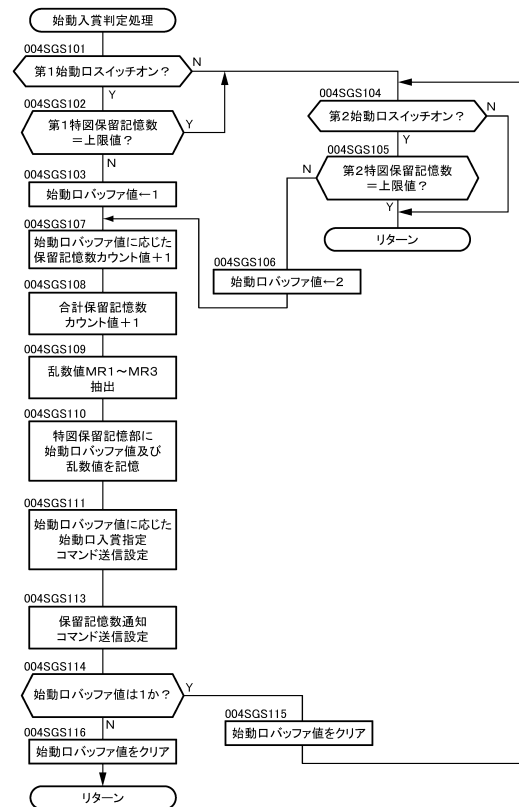 始動入賞判定処理
004SGS101
第1始動口スイッチオン？
N
Y
004SGS102
第1特図保留記憶数
＝上限値？
Y
N
004SGS103
始動口バッファ値←1
004SGS104
第2始動口スイッチオン？
N
Y
004SGS105
第2特図保留記憶数
＝上限値？
N
Y
リターン
004SGS106
始動口バッファ値←2
004SGS107
始動口バッファ値に応じた
保留記憶数カウント値＋1
004SGS108
合計保留記憶数
カウント値＋1
004SGS109
乱数値MR1～MR3
抽出
004SGS110
特図保留記憶部に
始動口バッファ値及び
乱数値を記憶
004SGS111
始動口バッファ値に応じた
始動口入賞指定
コマンド送信設定
004SGS113
保留記憶数通知
コマンド送信設定
004SGS114
始動口バッファ値は1か？
Y
N
004SGS115
始動口バッファ値をクリア
004SGS116
始動口バッファ値をクリア
リターン